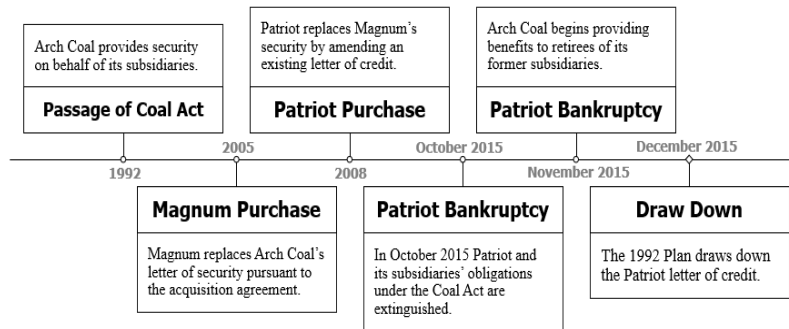 Arch Coal provides security
on behalf of its subsidiaries.
Passage of Coal Act
1992
2005
Magnum Purchase
Magnum replaces Arch Coal's
letter of security pursuant to
the acquisition agreement.
Patriot replaces Magnum's
security by amending an
existing letter of credit.
Patriot Purchase
2008
October 2015
Patriot Bankruptcy
In October 2015 Patriot and
its subsidiaries' obligations
under the Coal Act are
extinguished.
Arch Coal begins providing
benefits to retirees of its
former subsidiaries.
Patriot Bankruptcy
November 2015
December 2015
Draw Down
The 1992 Plan draws down
the Patriot letter of credit.